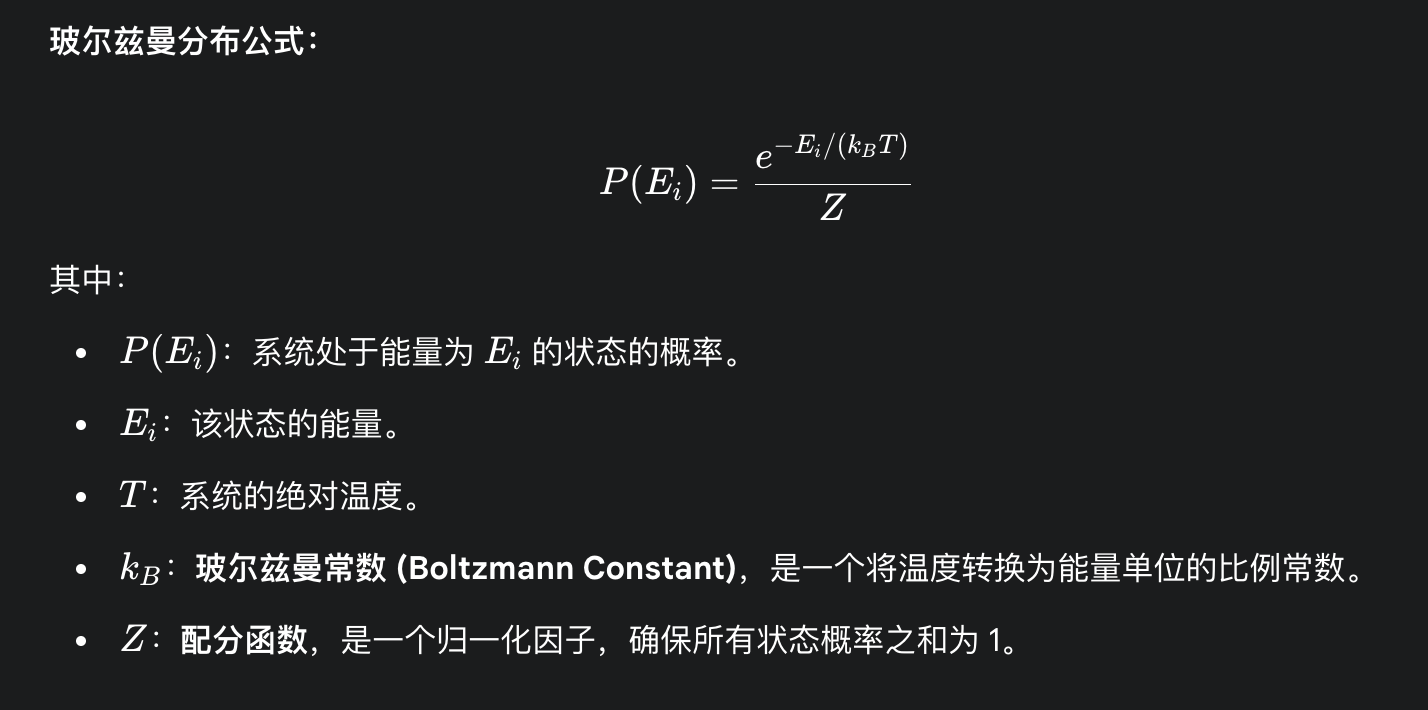 玻尔兹曼分布公式：
P(E_i) = \frac{e^{-E_i/(k_BT)}}{Z}
其中：
• P(E_i)：系统处于能量为 E_i 的状态的概率。
• E_i：该状态的能量。
• T：系统的绝对温度。
• k_B：玻尔兹曼常数 (Boltzmann Constant)，是一个将温度转换为能量单位的比例常数。
• Z：配分函数，是一个归一化因子，确保所有状态概率之和为 1。